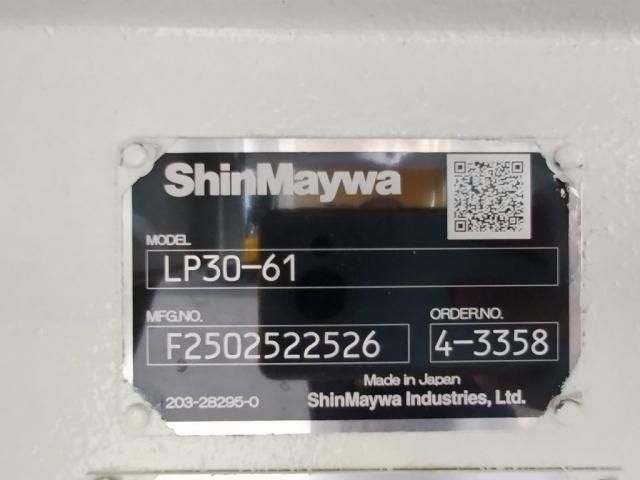 ShinMaywa
MODEL
LP30-61
MFG.NO. ORDER.NO.
F2502522526 4-3358
Made in Japan
203-28295-0 ShinMaywa Industries, Ltd.